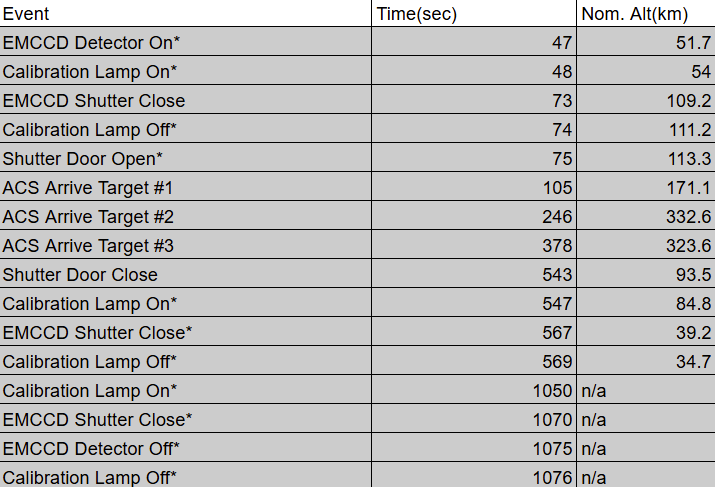 Event Time(sec) Nom. Alt(km)
EMCCD Detector On* 47 51.7
Calibration Lamp On* 48 54
EMCCD Shutter Close 73 109.2
Calibration Lamp Off* 74 111.2
Shutter Door Open* 75 113.3
ACS Arrive Target #1 105 171.1
ACS Arrive Target #2 246 332.6
ACS Arrive Target #3 378 323.6
Shutter Door Close 543 93.5
Calibration Lamp On* 547 84.8
EMCCD Shutter Close* 567 39.2
Calibration Lamp Off* 569 34.7
Calibration Lamp On* 1050 n/a
EMCCD Shutter Close* 1070 n/a
EMCCD Detector Off* 1075 n/a
Calibration Lamp Off* 1076 n/a